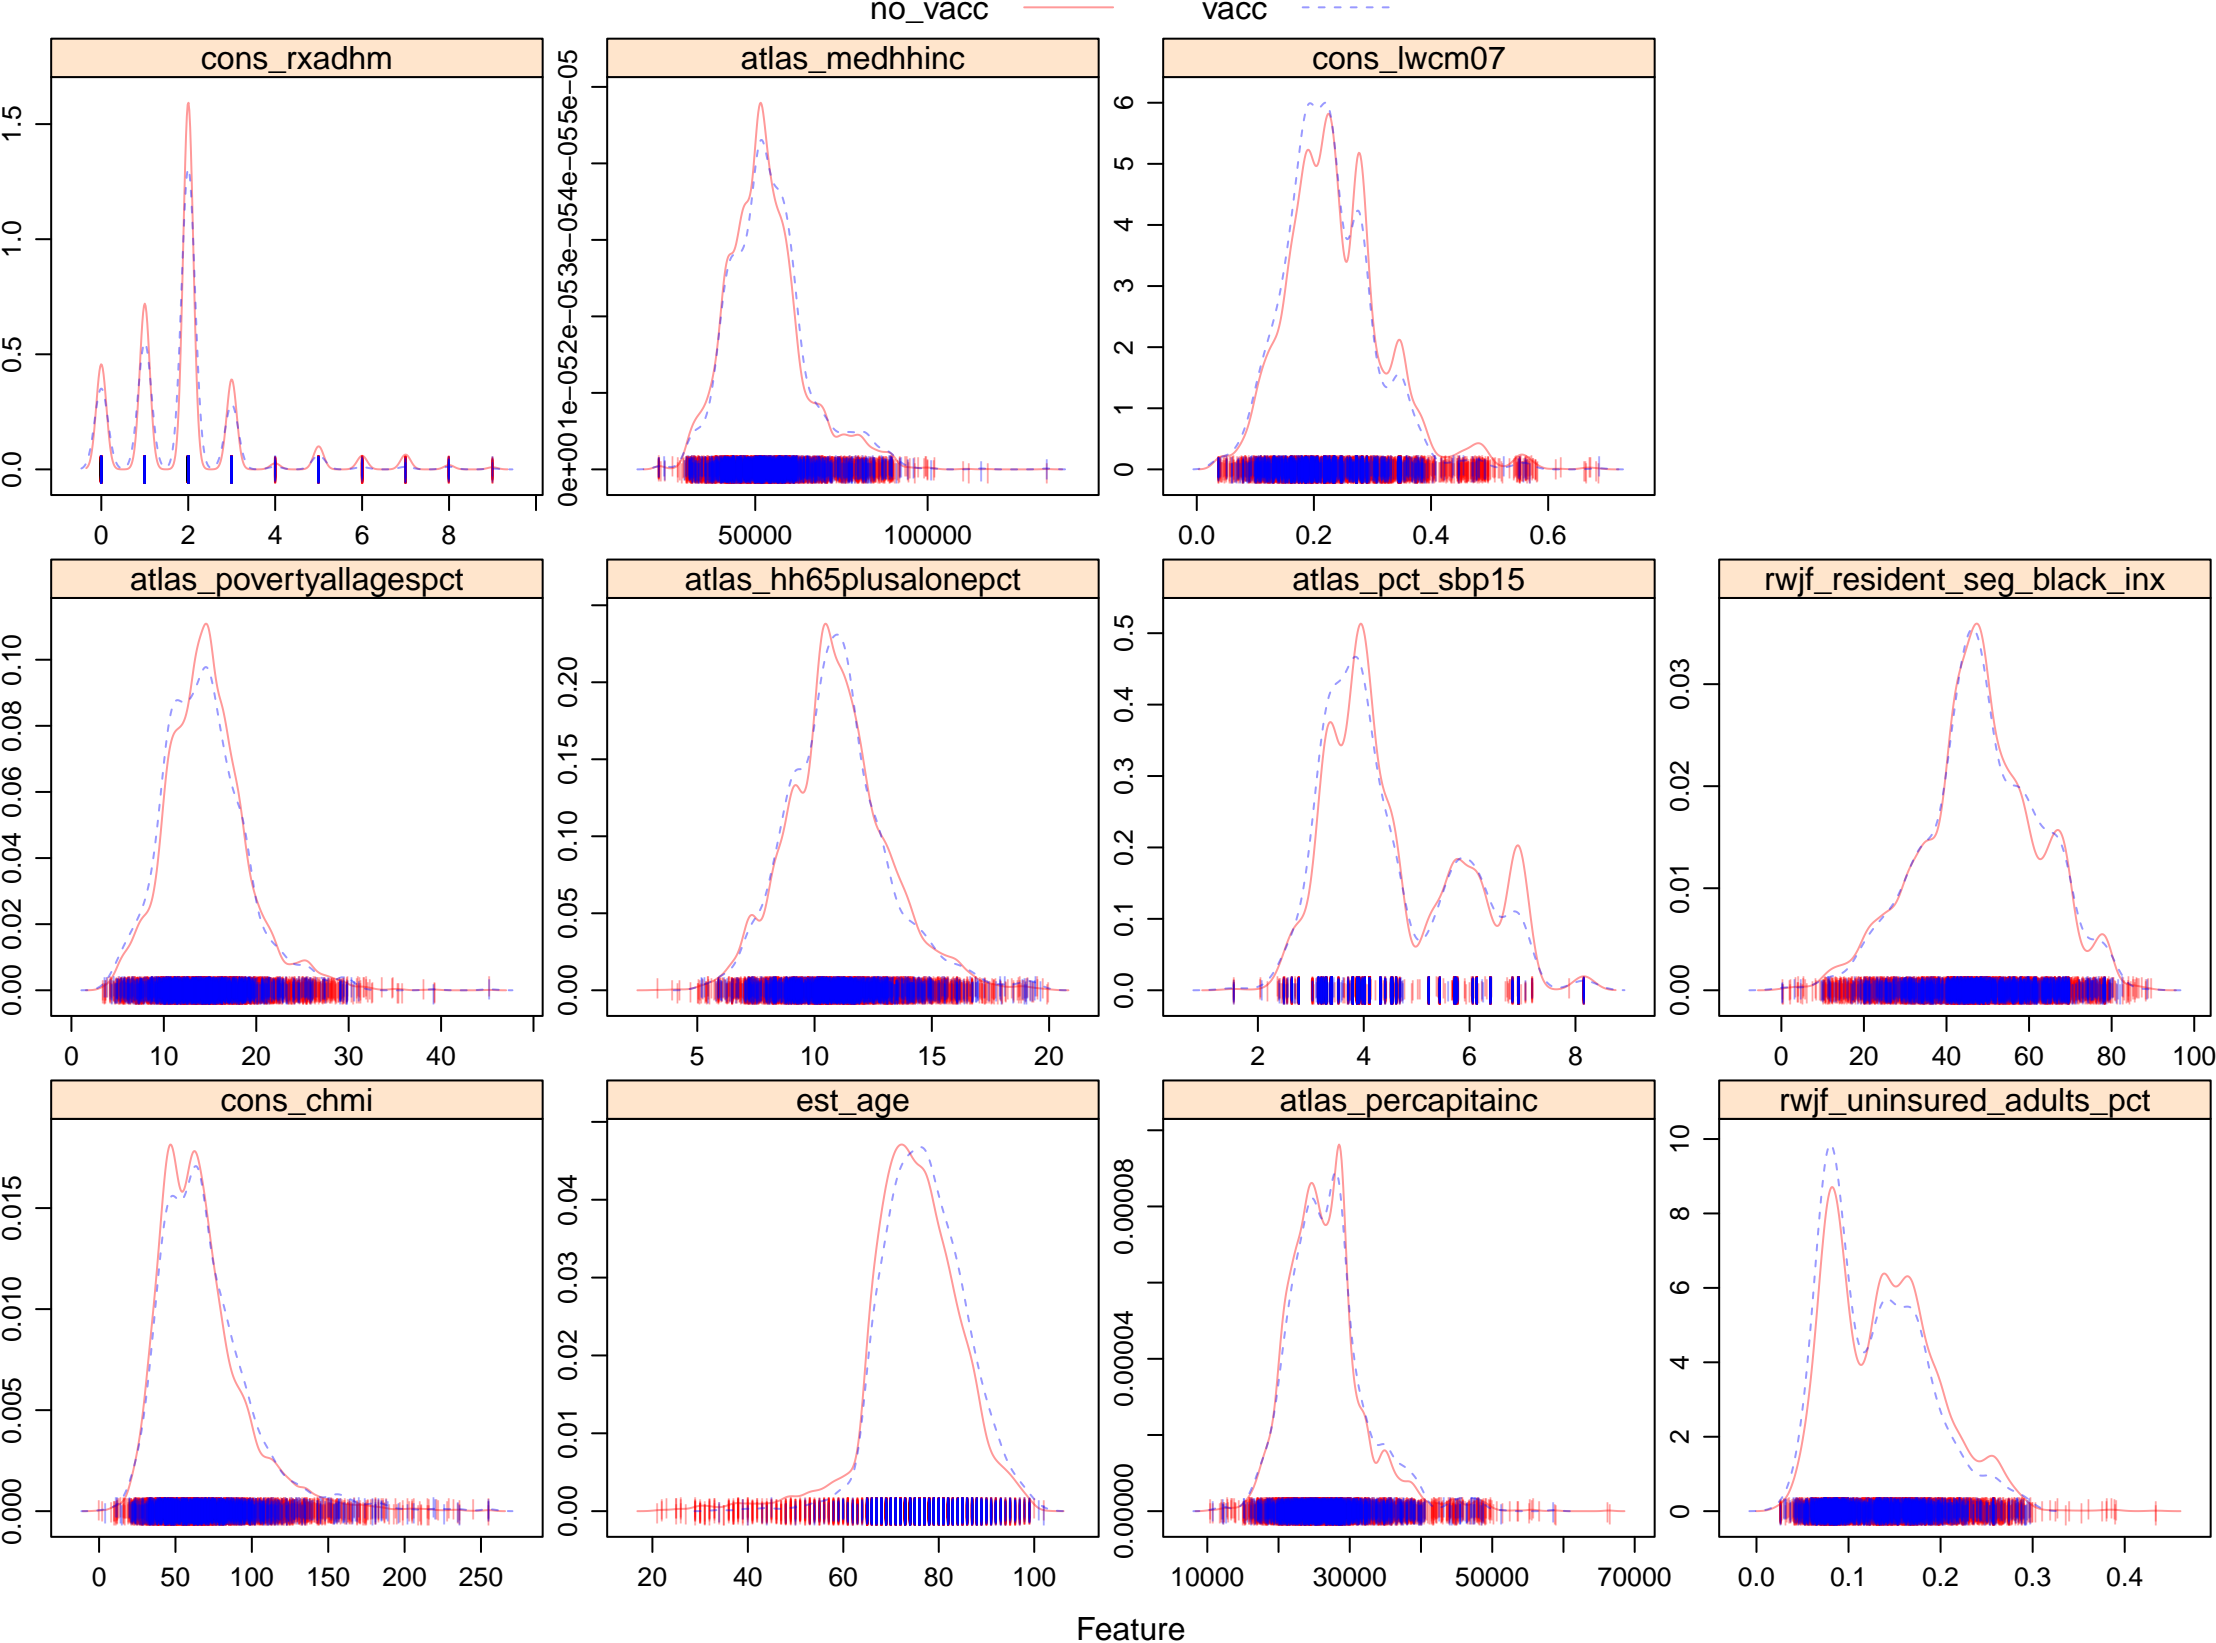 no_vacc vacc
cons_rxadhm
0.0 0.5 1.0 1.5
0 2 4 6 8
atlas_medhhinc
0e+00 1e−05 2e−05 3e−05 4e−05 5e−05
50000 100000
cons_lwcm07
0 1 2 3 4 5 6
0.0 0.2 0.4 0.6
atlas_povertyallagespct
0.00 0.02 0.04 0.06 0.08 0.10
0 10 20 30 40
atlas_hh65plusalonepct
0.00 0.05 0.10 0.15 0.20
5 10 15 20
atlas_pct_sbp15
0.0 0.1 0.2 0.3 0.4 0.5
2 4 6 8
rwjf_resident_seg_black_inx
0.00 0.01 0.02 0.03
0 20 40 60 80 100
cons_chmi
0.000 0.005 0.010 0.015
0 50 100 150 200 250
est_age
0.00 0.01 0.02 0.03 0.04
20 40 60 80 100
atlas_percapitainc
0.00000 0.00004 0.00008
10000 30000 50000 70000
rwjf_uninsured_adults_pct
0 2 4 6 8 10
0.0 0.1 0.2 0.3 0.4
Feature